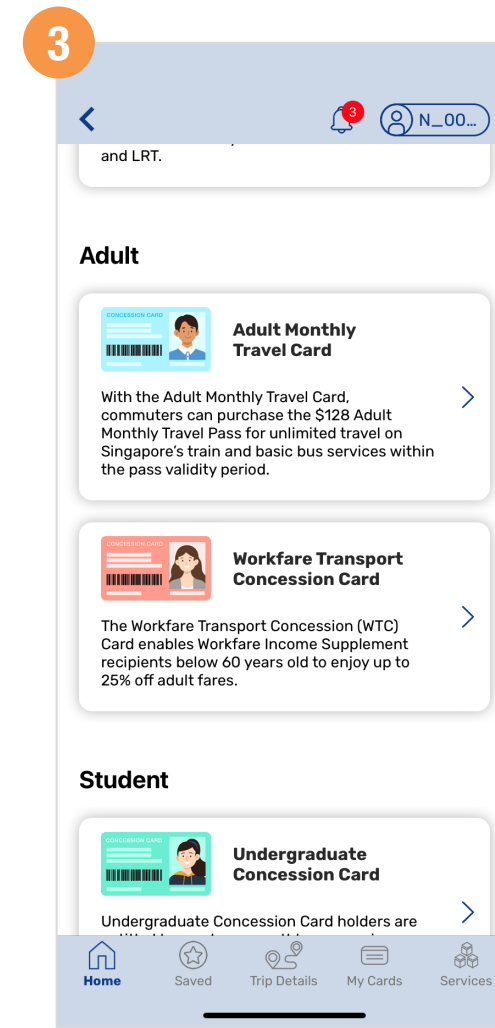 3
3
N_00...
and LRT.
Adult
CONCESSION CARD
Adult Monthly
Travel Card
With the Adult Monthly Travel Card,
commuters can purchase the $128 Adult
Monthly Travel Pass for unlimited travel on
Singapore's train and basic bus services within
the pass validity period.
CONCESSION CARD
Workfare Transport
Concession Card
The Workfare Transport Concession (WTC)
Card enables Workfare Income Supplement
recipients below 60 years old to enjoy up to
25% off adult fares.
Student
CONCESSION CARD
Undergraduate
Concession Card
Undergraduate Concession Card holders are
Home
Saved
Trip Details
My Cards
Services